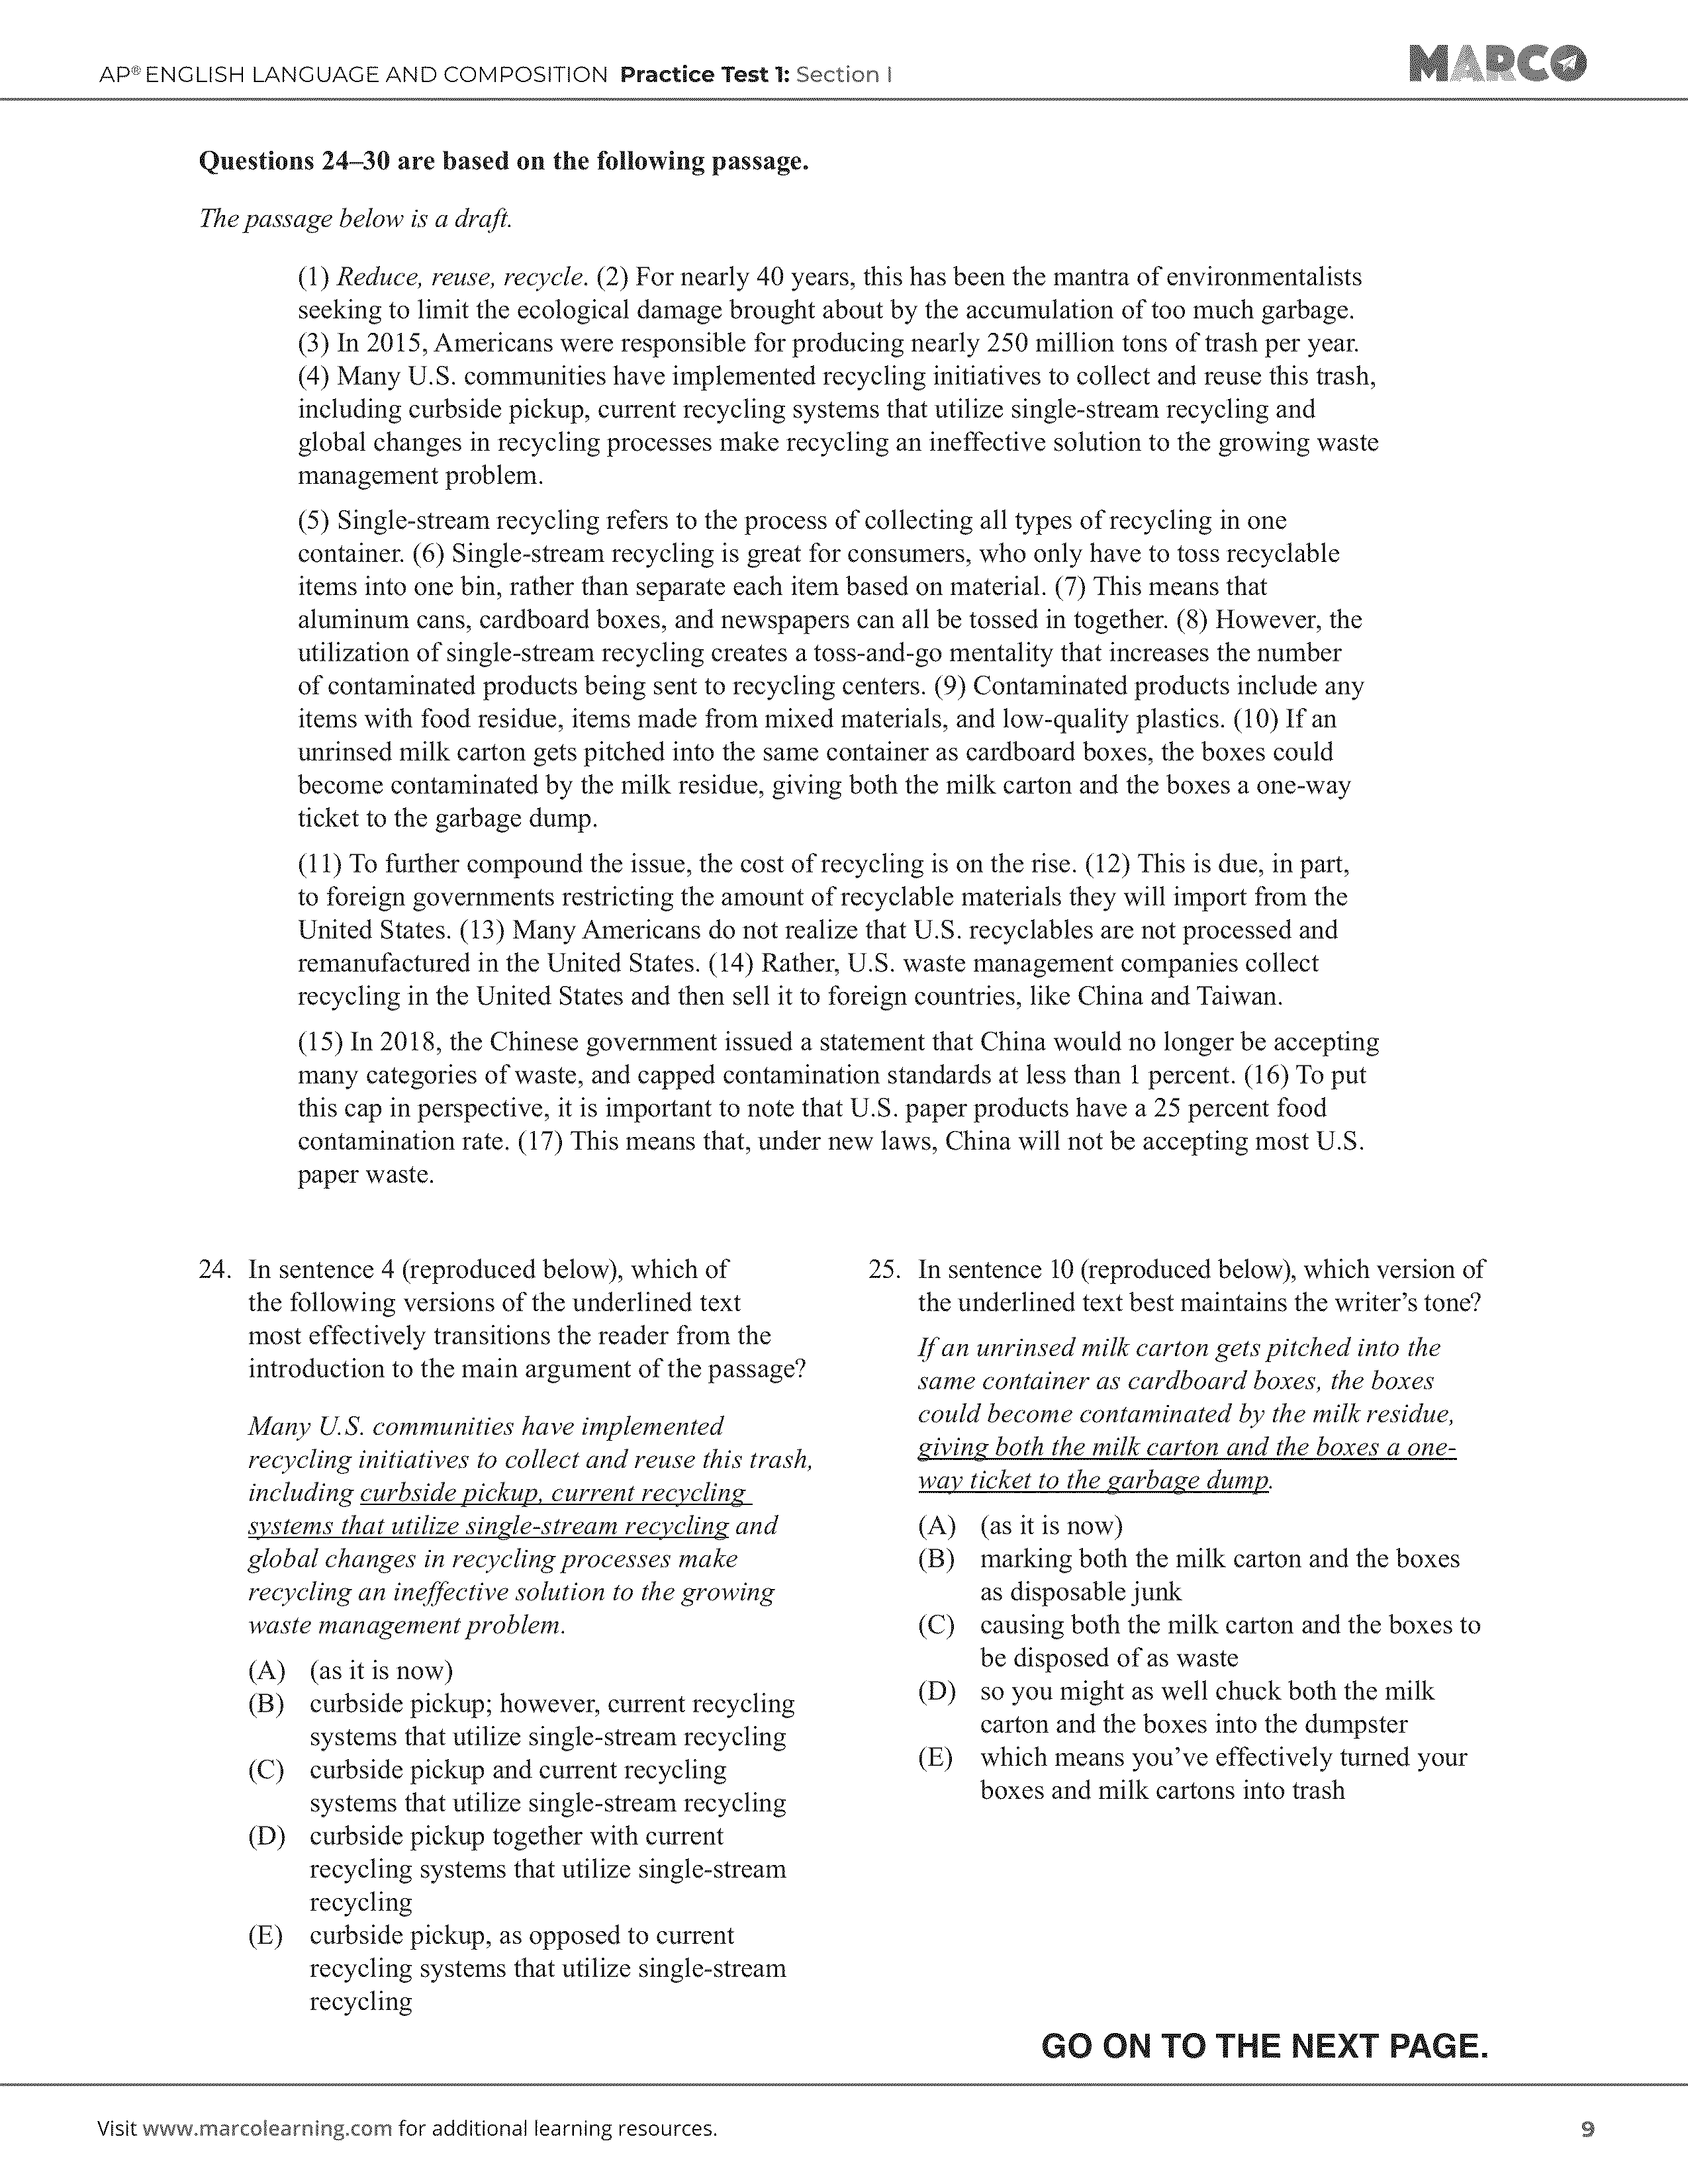 AP® ENGLISH LANGUAGE AND COMPOSITION Practice Test 1: Section I
MARCO
Questions 24–30 are based on the following passage.
The passage below is a draft.
(1) Reduce, reuse, recycle. (2) For nearly 40 years, this has been the mantra of environmentalists
seeking to limit the ecological damage brought about by the accumulation of too much garbage.
(3) In 2015, Americans were responsible for producing nearly 250 million tons of trash per year.
(4) Many U.S. communities have implemented recycling initiatives to collect and reuse this trash,
including curbside pickup, current recycling systems that utilize single-stream recycling and
global changes in recycling processes make recycling an ineffective solution to the growing waste
management problem.
(5) Single-stream recycling refers to the process of collecting all types of recycling in one
container. (6) Single-stream recycling is great for consumers, who only have to toss recyclable
items into one bin, rather than separate each item based on material. (7) This means that
aluminum cans, cardboard boxes, and newspapers can all be tossed in together. (8) However, the
utilization of single-stream recycling creates a toss-and-go mentality that increases the number
of contaminated products being sent to recycling centers. (9) Contaminated products include any
items with food residue, items made from mixed materials, and low-quality plastics. (10) If an
unrinsed milk carton gets pitched into the same container as cardboard boxes, the boxes could
become contaminated by the milk residue, giving both the milk carton and the boxes a one-way
ticket to the garbage dump.
(11) To further compound the issue, the cost of recycling is on the rise. (12) This is due, in part,
to foreign governments restricting the amount of recyclable materials they will import from the
United States. (13) Many Americans do not realize that U.S. recyclables are not processed and
remanufactured in the United States. (14) Rather, U.S. waste management companies collect
recycling in the United States and then sell it to foreign countries, like China and Taiwan.
(15) In 2018, the Chinese government issued a statement that China would no longer be accepting
many categories of waste, and capped contamination standards at less than 1 percent. (16) To put
this cap in perspective, it is important to note that U.S. paper products have a 25 percent food
contamination rate. (17) This means that, under new laws, China will not be accepting most U.S.
paper waste.
24. In sentence 4 (reproduced below), which of
the following versions of the underlined text
most effectively transitions the reader from the
introduction to the main argument of the passage?
Many U.S. communities have implemented
recycling initiatives to collect and reuse this trash,
including curbside pickup, current recycling
systems that utilize single-stream recycling and
global changes in recycling processes make
recycling an ineffective solution to the growing
waste management problem.
(A) (as it is now)
(B) curbside pickup; however, current recycling
systems that utilize single-stream recycling
(C) curbside pickup and current recycling
systems that utilize single-stream recycling
(D) curbside pickup together with current
recycling systems that utilize single-stream
recycling
(E) curbside pickup, as opposed to current
recycling systems that utilize single-stream
recycling
25. In sentence 10 (reproduced below), which version of
the underlined text best maintains the writer's tone?
If an unrinsed milk carton gets pitched into the
same container as cardboard boxes, the boxes
could become contaminated by the milk residue,
giving both the milk carton and the boxes a one-
way ticket to the garbage dump.
(A) (as it is now)
(B) marking both the milk carton and the boxes
as disposable junk
(C) causing both the milk carton and the boxes to
be disposed of as waste
(D) so you might as well chuck both the milk
carton and the boxes into the dumpster
(E) which means you've effectively turned your
boxes and milk cartons into trash
GO ON TO THE NEXT PAGE.
Visit www.marcolearning.com for additional learning resources.
9